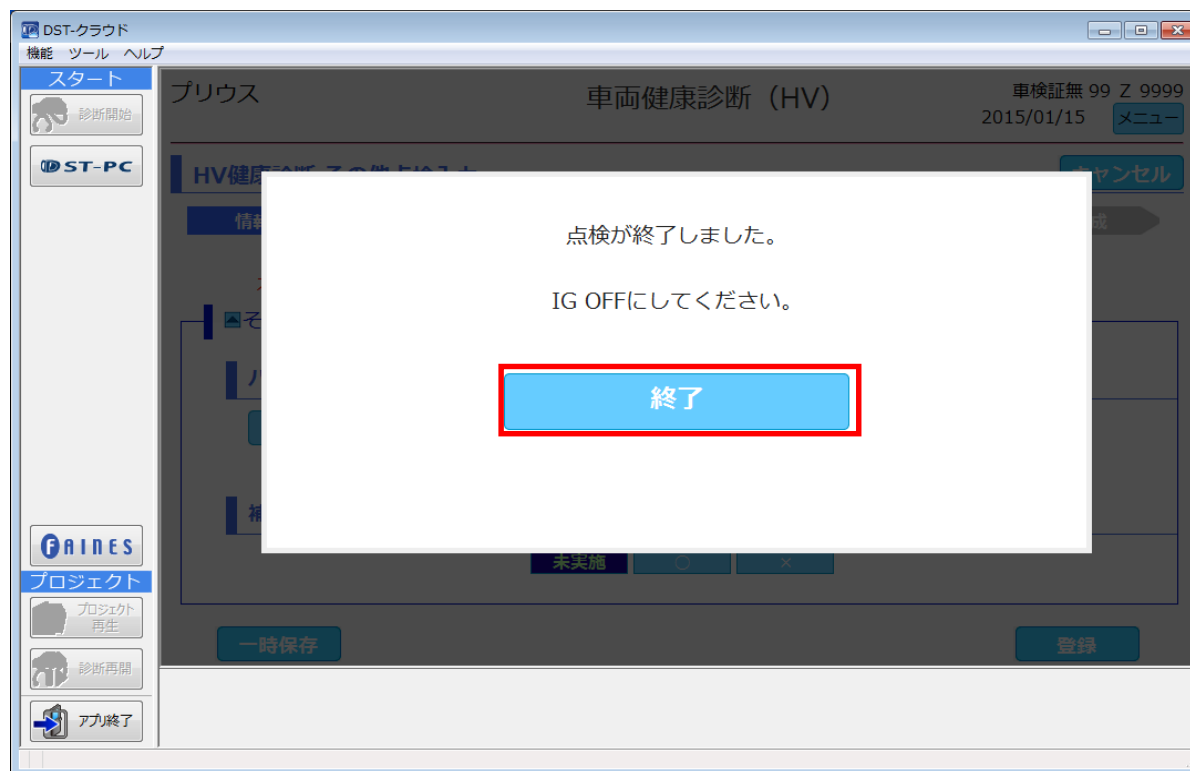 DST-クラウド
機能 ツール ヘルプ
スタート
診断開始
DST-PC
FAINES
プロジェクト
プロジェクト
再生
診断再開
アプリ終了
プリウス
車両健康診断(HV)
車検証無 99 Z 9999
2015/01/15
メニュー
HV健康
キャンセル
点検が終了しました。
IG OFFにしてください。
終了
そ
未実施 ○ ×
一時保存
登録